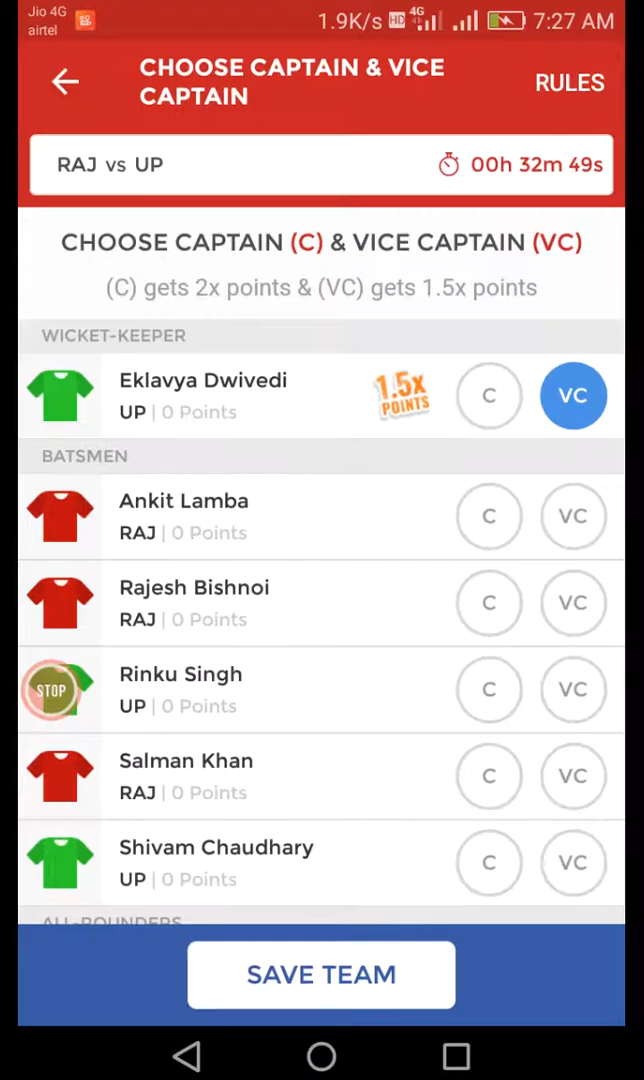 Jio 4G
airtel
1.9K/s HD 4G 7:27 AM
CHOOSE CAPTAIN & VICE
CAPTAIN
RULES
RAJ vs UP
00h 32m 49s
CHOOSE CAPTAIN (C) & VICE CAPTAIN (VC)
(C) gets 2x points & (VC) gets 1.5x points
WICKET-KEEPER
Eklavya Dwivedi
UP | 0 Points
1.5x
POINTS
C VC
BATSMEN
Ankit Lamba
RAJ | 0 Points
C VC
Rajesh Bishnoi
RAJ | 0 Points
C VC
STOP
Rinku Singh
UP | 0 Points
C VC
Salman Khan
RAJ | 0 Points
C VC
Shivam Chaudhary
UP | 0 Points
C VC
ALL-ROUNDERS
SAVE TEAM